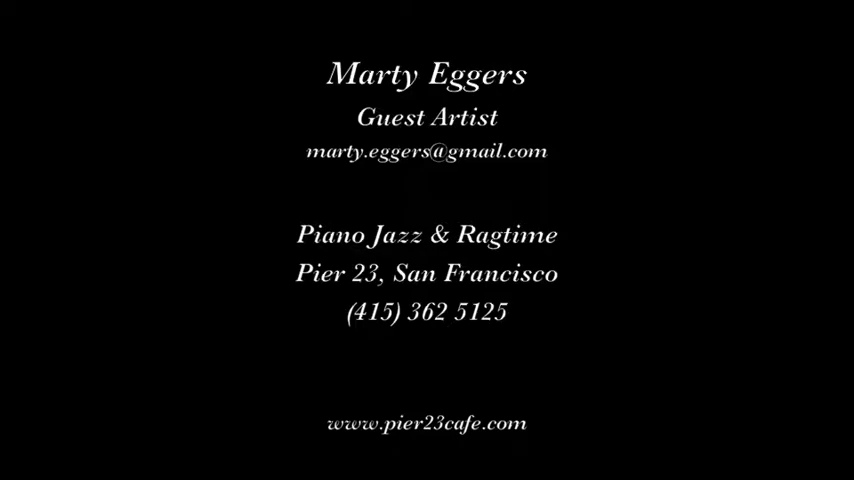 Marty Eggers
Guest Artist
marty.eggers@gmail.com
Piano Jazz & Ragtime
Pier 23, San Francisco
(415) 362 5125
www.pier23cafe.com